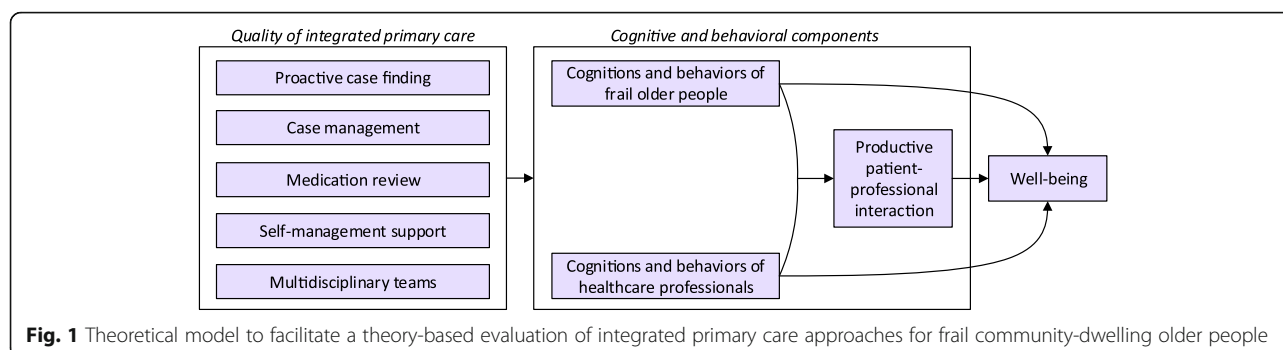 Quality of integrated primary care
Proactive case finding
Case management
Medication review
Self-management support
Multidisciplinary teams
Cognitive and behavioral components
Cognitions and behaviors of
frail older people
Cognitions and behaviors of
healthcare professionals
Productive
patient-
professional
interaction
Well-being
Fig. 1 Theoretical model to facilitate a theory-based evaluation of integrated primary care approaches for frail community-dwelling older people